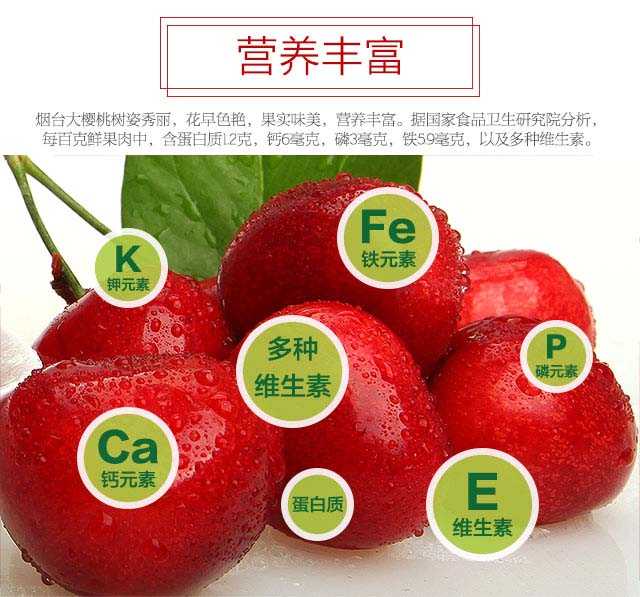 营养丰富
烟台大樱桃树姿秀丽，花早色艳，果实味美，营养丰富。据国家食品卫生研究院分析，
每百克鲜果肉中，含蛋白质1.2克，钙6毫克，磷3毫克，铁5.9毫克，以及多种维生素。
K
钾元素
Fe
铁元素
多种
维生素
P
磷元素
Ca
钙元素
蛋白质
E
维生素